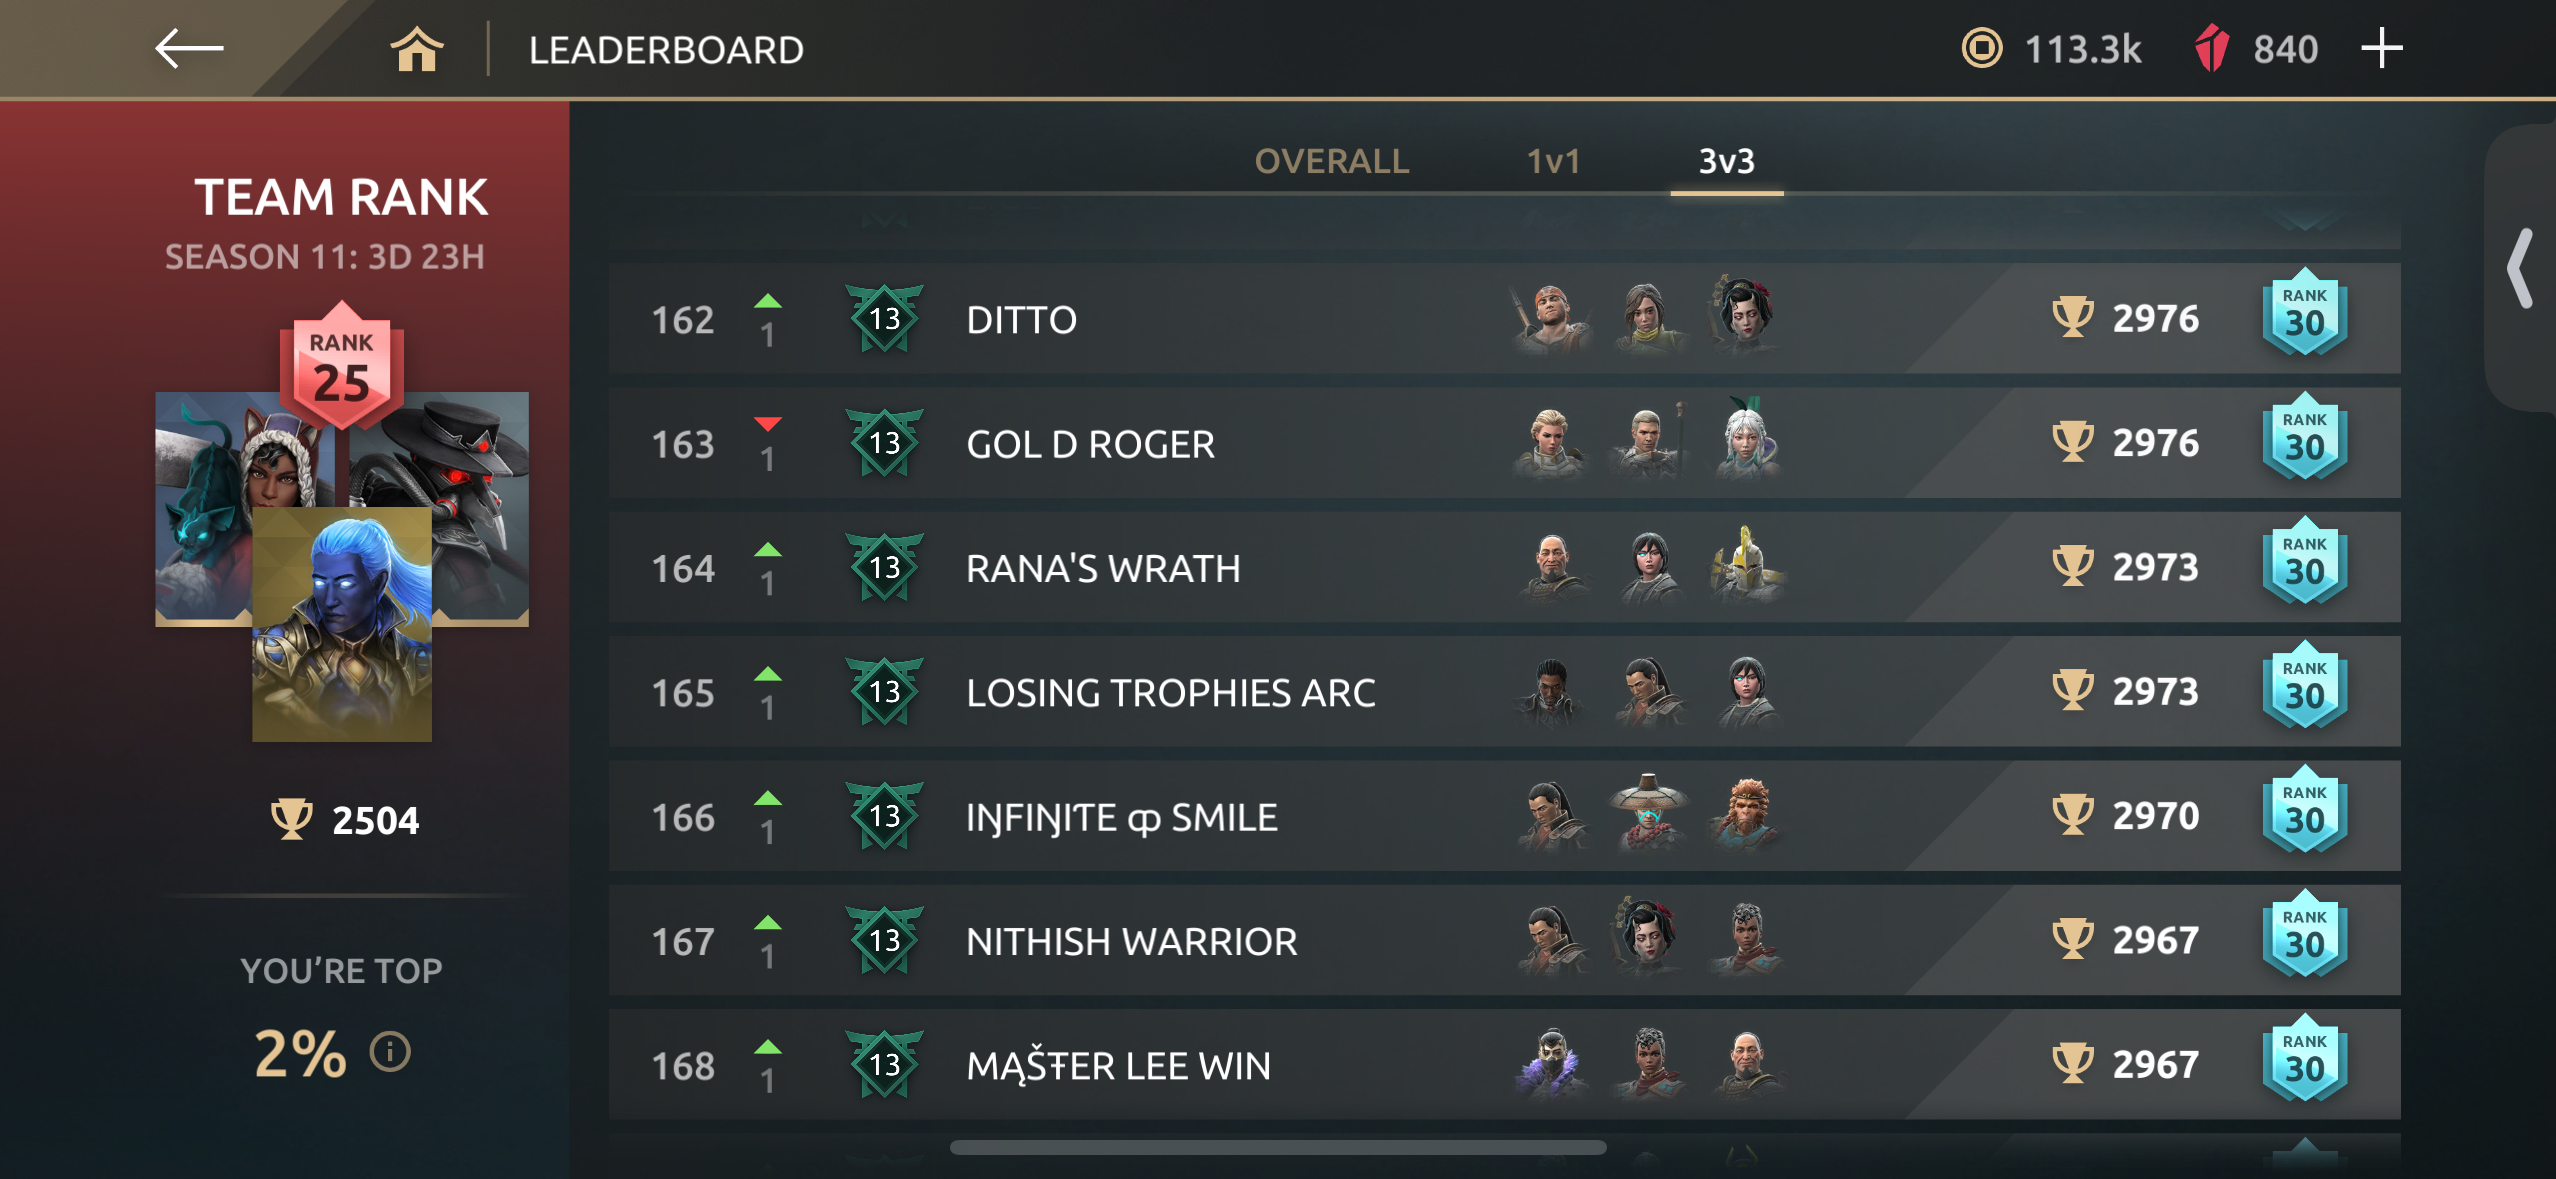 LEADERBOARD
113.3k
840
TEAM RANK
SEASON 11: 3D 23H
RANK
25
2504
YOU'RE TOP
2%
OVERALL 1v1 3v3
162 1 13 DITTO 2976 RANK 30
163 1 13 GOL D ROGER 2976 RANK 30
164 1 13 RANA'S WRATH 2973 RANK 30
165 1 13 LOSING TROPHIES ARC 2973 RANK 30
166 1 13 IŊFIŊIƬE ȹ SMILE 2970 RANK 30
167 1 13 NITHISH WARRIOR 2967 RANK 30
168 1 13 MĄŠŦER LEE WIN 2967 RANK 30